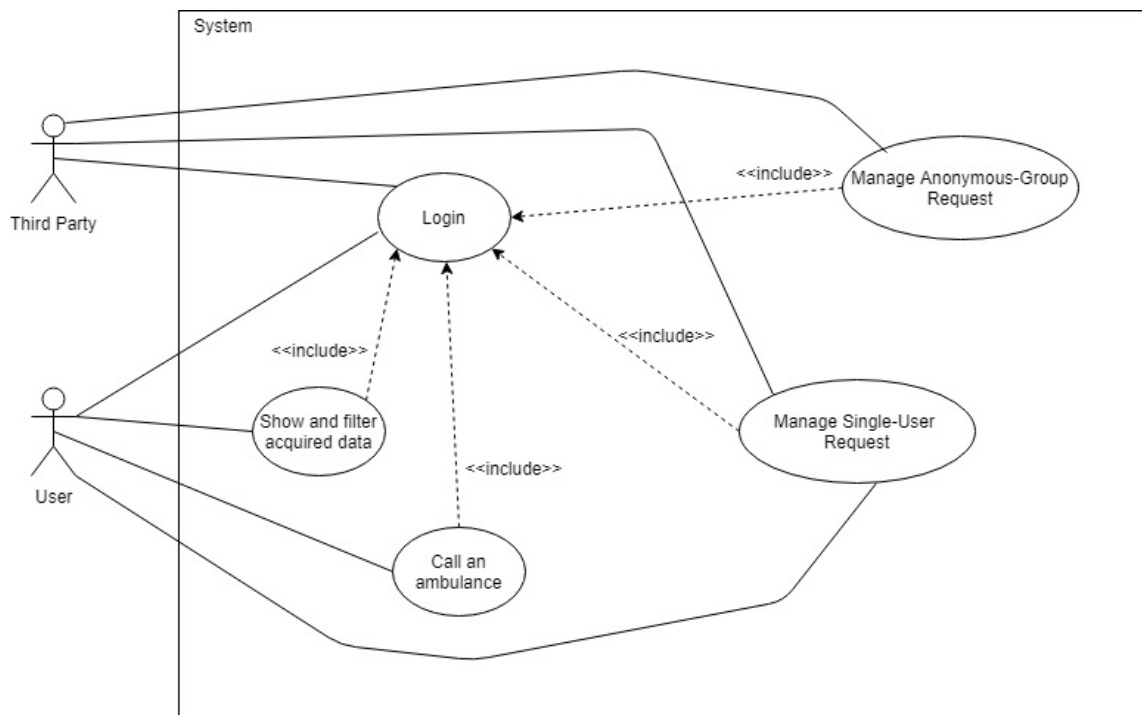 System
Third Party
Login
<<include>>
Manage Anonymous-Group
Request
<<include>>
<<include>>
User
Show and filter
acquired data
Manage Single-User
Request
<<include>>
Call an
ambulance